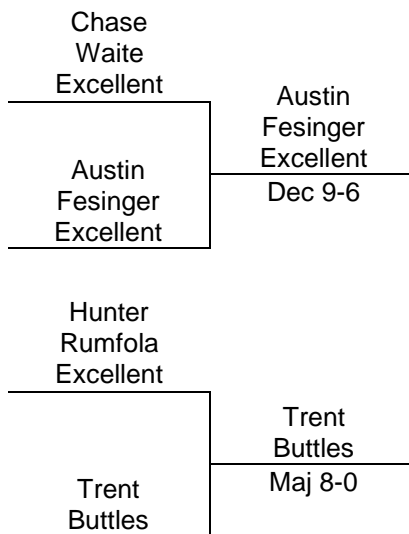 Chase
Waite
Excellent
Austin
Fesinger
Excellent
Austin
Fesinger
Excellent
Dec 9-6
Hunter
Rumfola
Excellent
Trent
Buttles
Trent
Buttles
Maj 8-0